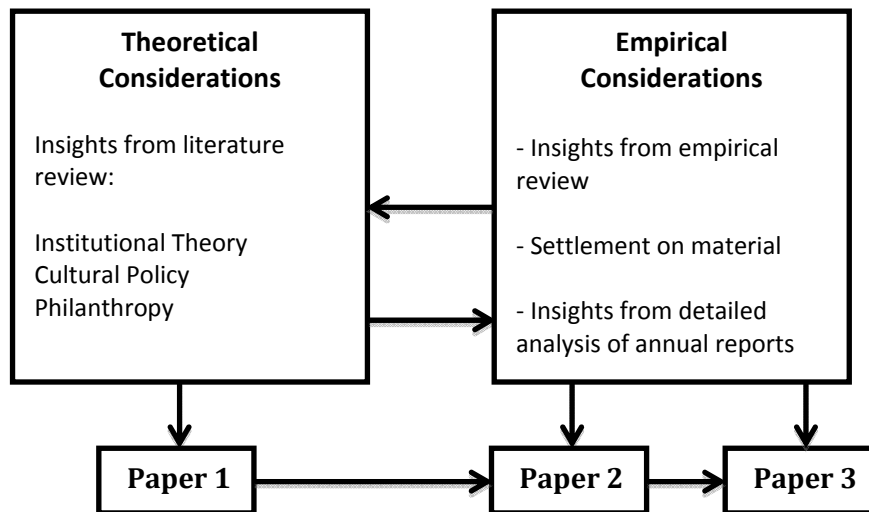 Theoretical
Considerations
Insights from literature
review:
Institutional Theory
Cultural Policy
Philanthropy
Empirical
Considerations
- Insights from empirical
review
- Settlement on material
- Insights from detailed
analysis of annual reports
Paper 1
Paper 2
Paper 3